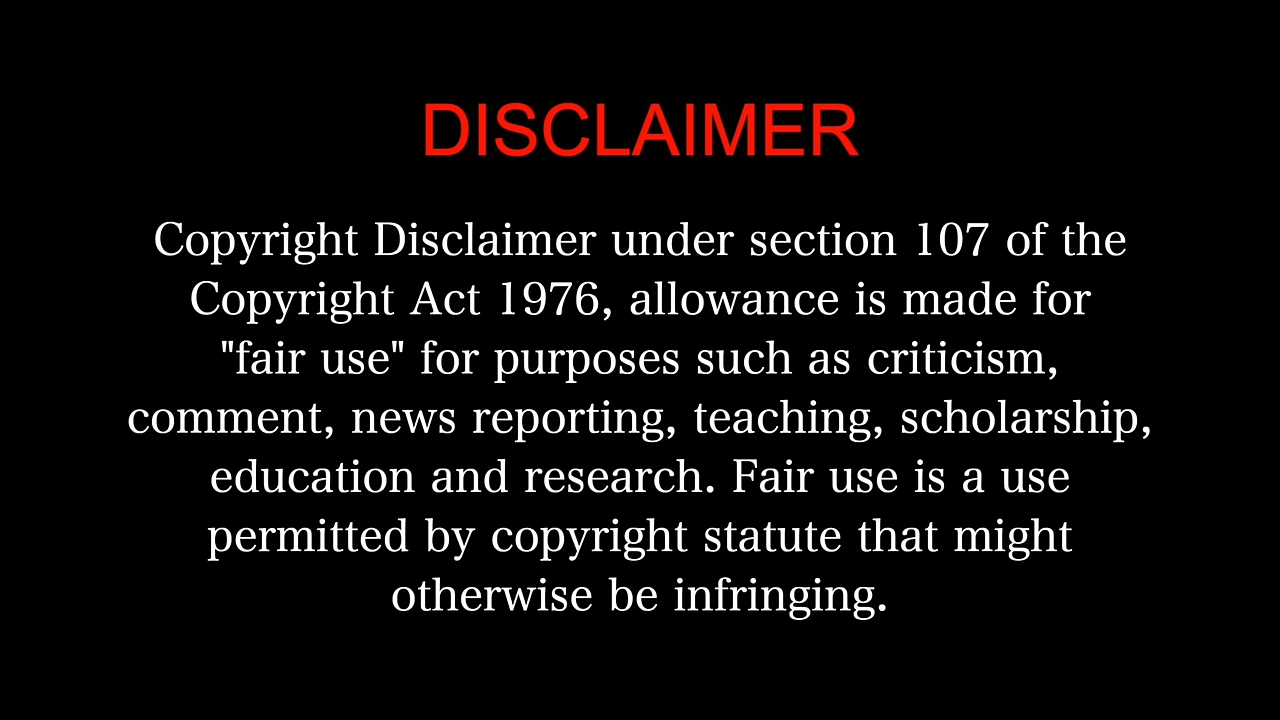 DISCLAIMER
Copyright Disclaimer under section 107 of the
Copyright Act 1976, allowance is made for
"fair use" for purposes such as criticism,
comment, news reporting, teaching, scholarship,
education and research. Fair use is a use
permitted by copyright statute that might
otherwise be infringing.